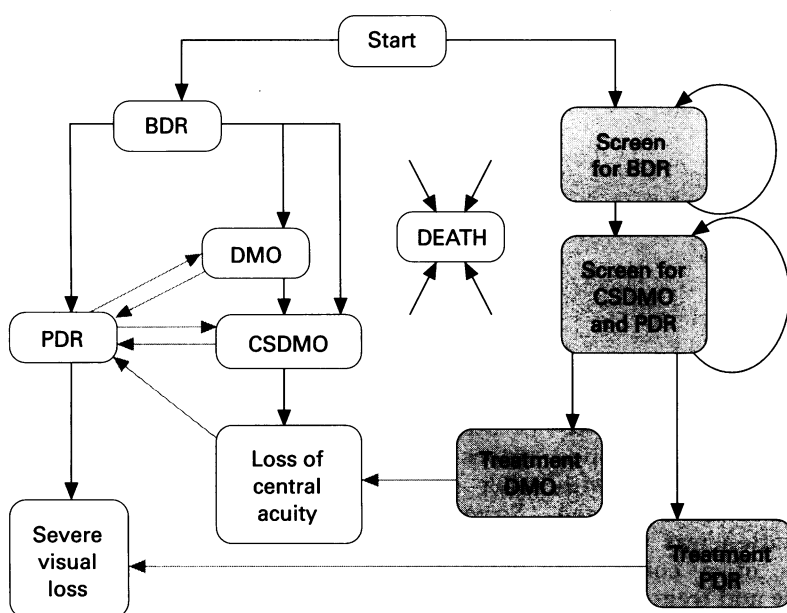 Start
BDR
Screen
for BDR
DEATH
DMO
Screen for
CSDMO
and PDR
PDR
CSDMO
Loss of
central
acuity
Treatment
DMO
Severe
visual
loss
Treatment
PDR